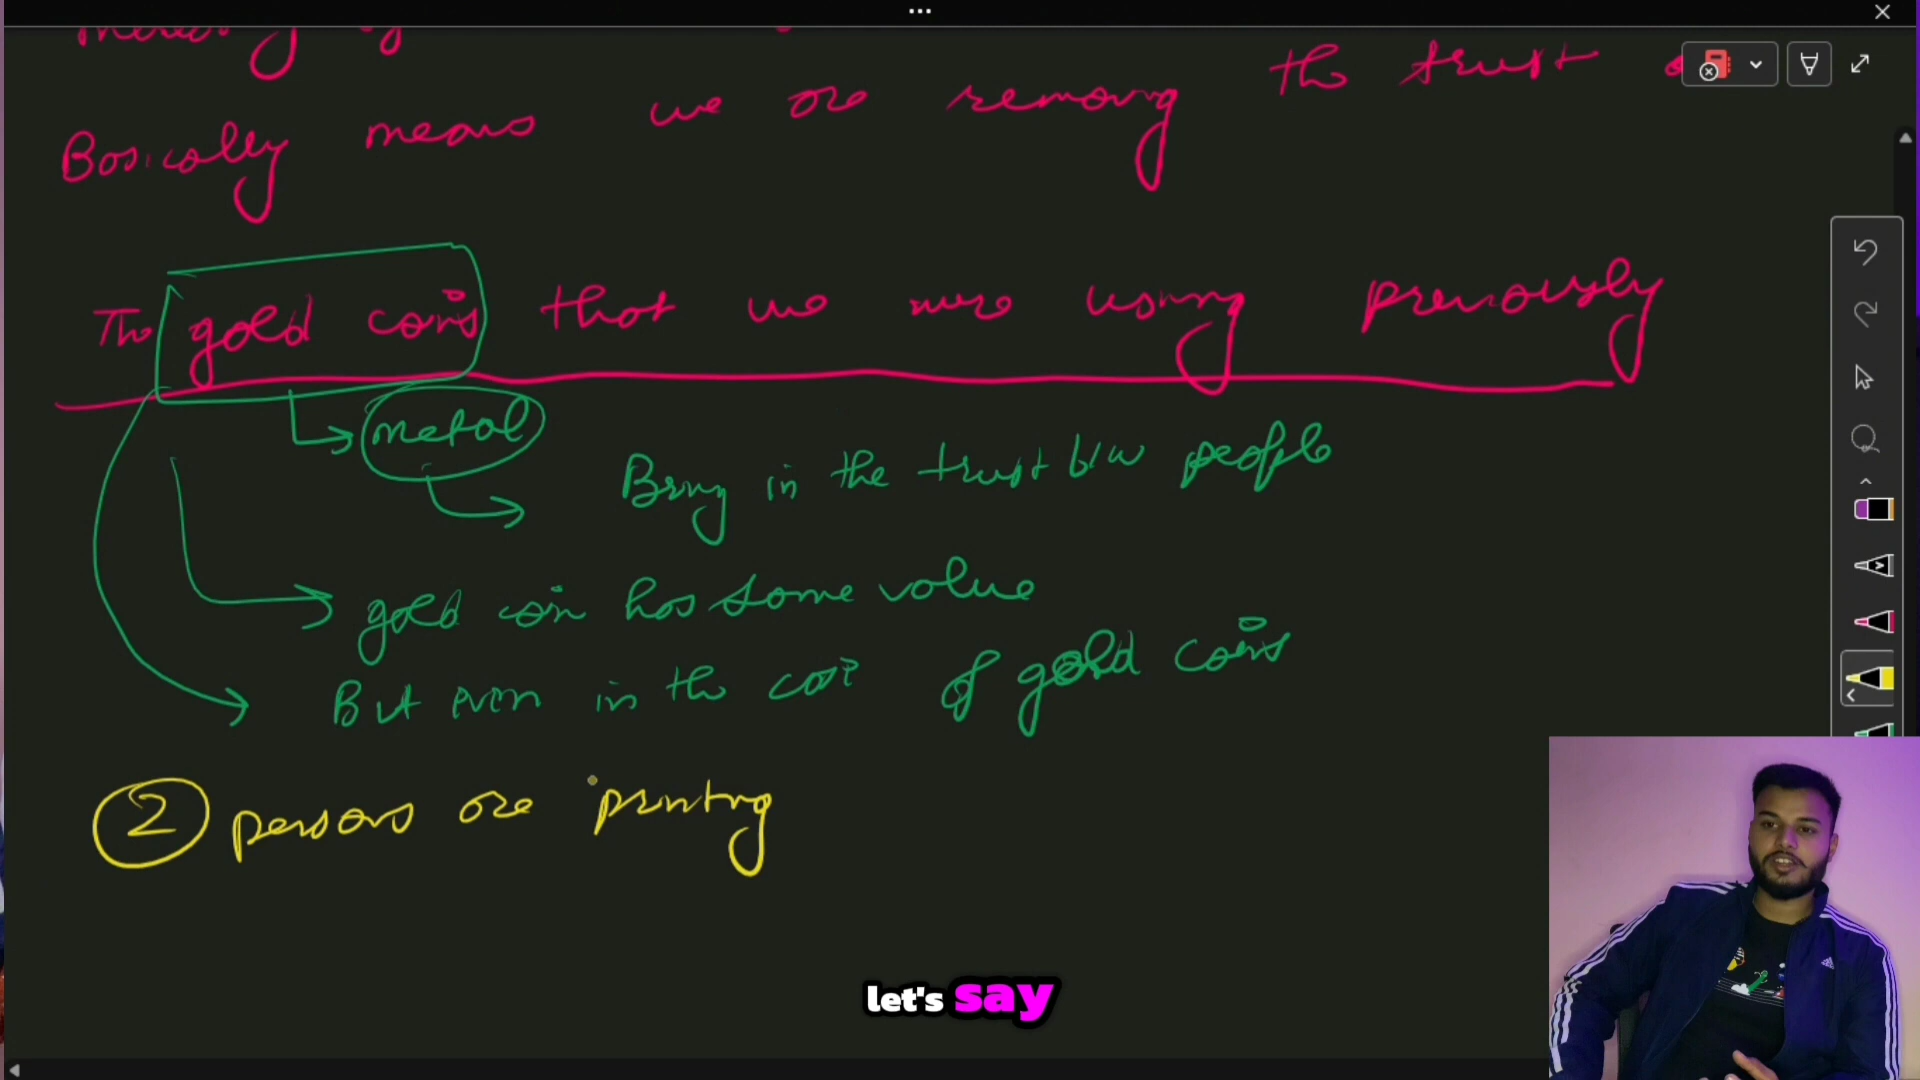 Basically means we are removing the trust
The gold coins that we were using previously
metal
Bring in the trust b/w people
gold coin has some value
But even in the case of gold coins
2 persons are printing
let's say